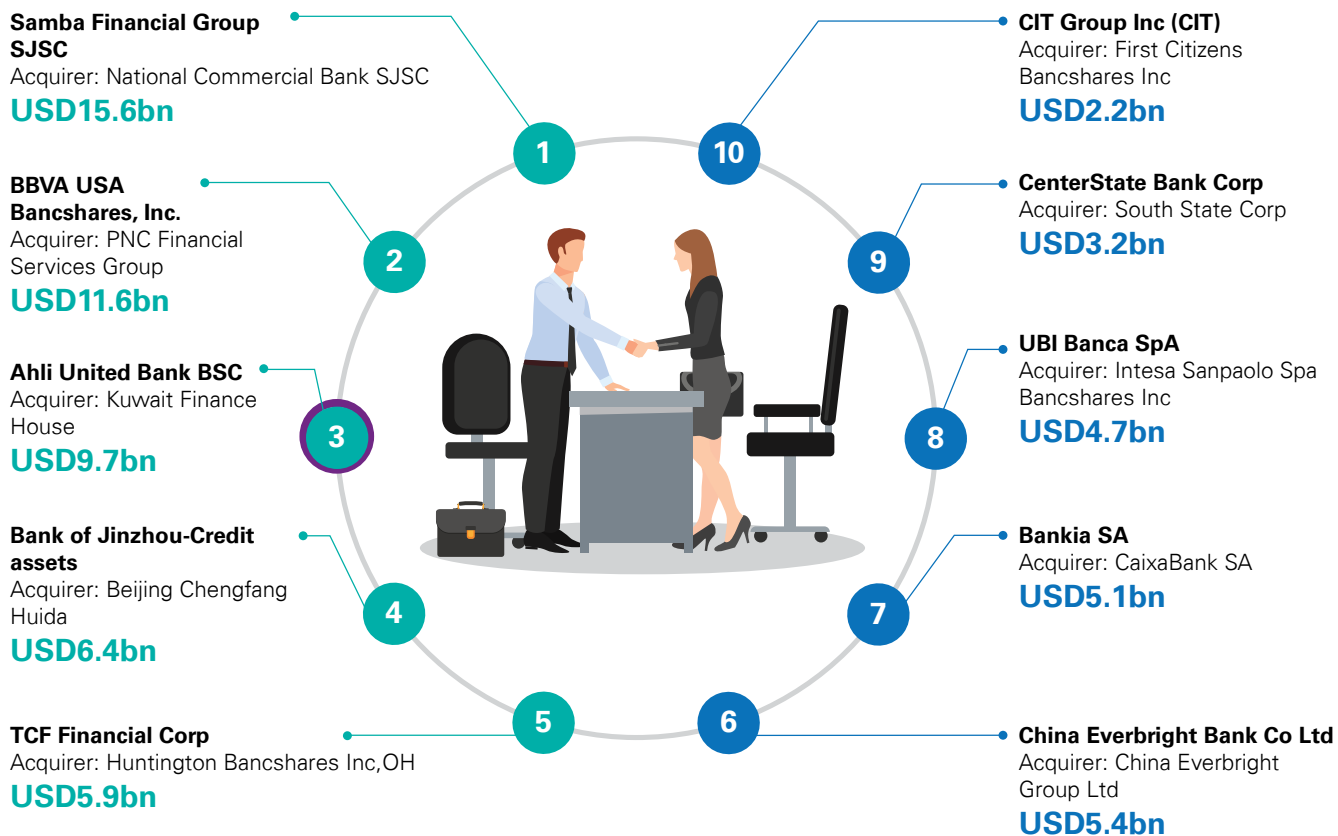 Samba Financial Group
SJSC
Acquirer: National Commercial Bank SJSC
USD15.6bn
1
BBVA USA
Bancshares, Inc.
Acquirer: PNC Financial
Services Group
USD11.6bn
2
Ahli United Bank BSC
Acquirer: Kuwait Finance
House
USD9.7bn
3
Bank of Jinzhou-Credit
assets
Acquirer: Beijing Chengfang
Huida
USD6.4bn
4
TCF Financial Corp
Acquirer: Huntington Bancshares Inc,OH
USD5.9bn
5
6
China Everbright Bank Co Ltd
Acquirer: China Everbright
Group Ltd
USD5.4bn
7
Bankia SA
Acquirer: CaixaBank SA
USD5.1bn
8
UBI Banca SpA
Acquirer: Intesa Sanpaolo Spa
Bancshares Inc
USD4.7bn
9
CenterState Bank Corp
Acquirer: South State Corp
USD3.2bn
10
CIT Group Inc (CIT)
Acquirer: First Citizens
Bancshares Inc
USD2.2bn